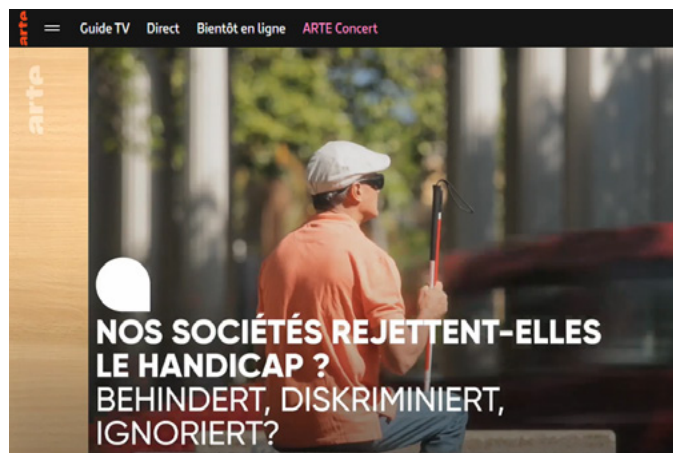 arte
Guide TV Direct Bientôt en ligne ARTE Concert
arte
NOS SOCIÉTÉS REJETTENT-ELLES
LE HANDICAP ?
BEHINDERT, DISKRIMINIERT,
IGNORIERT?